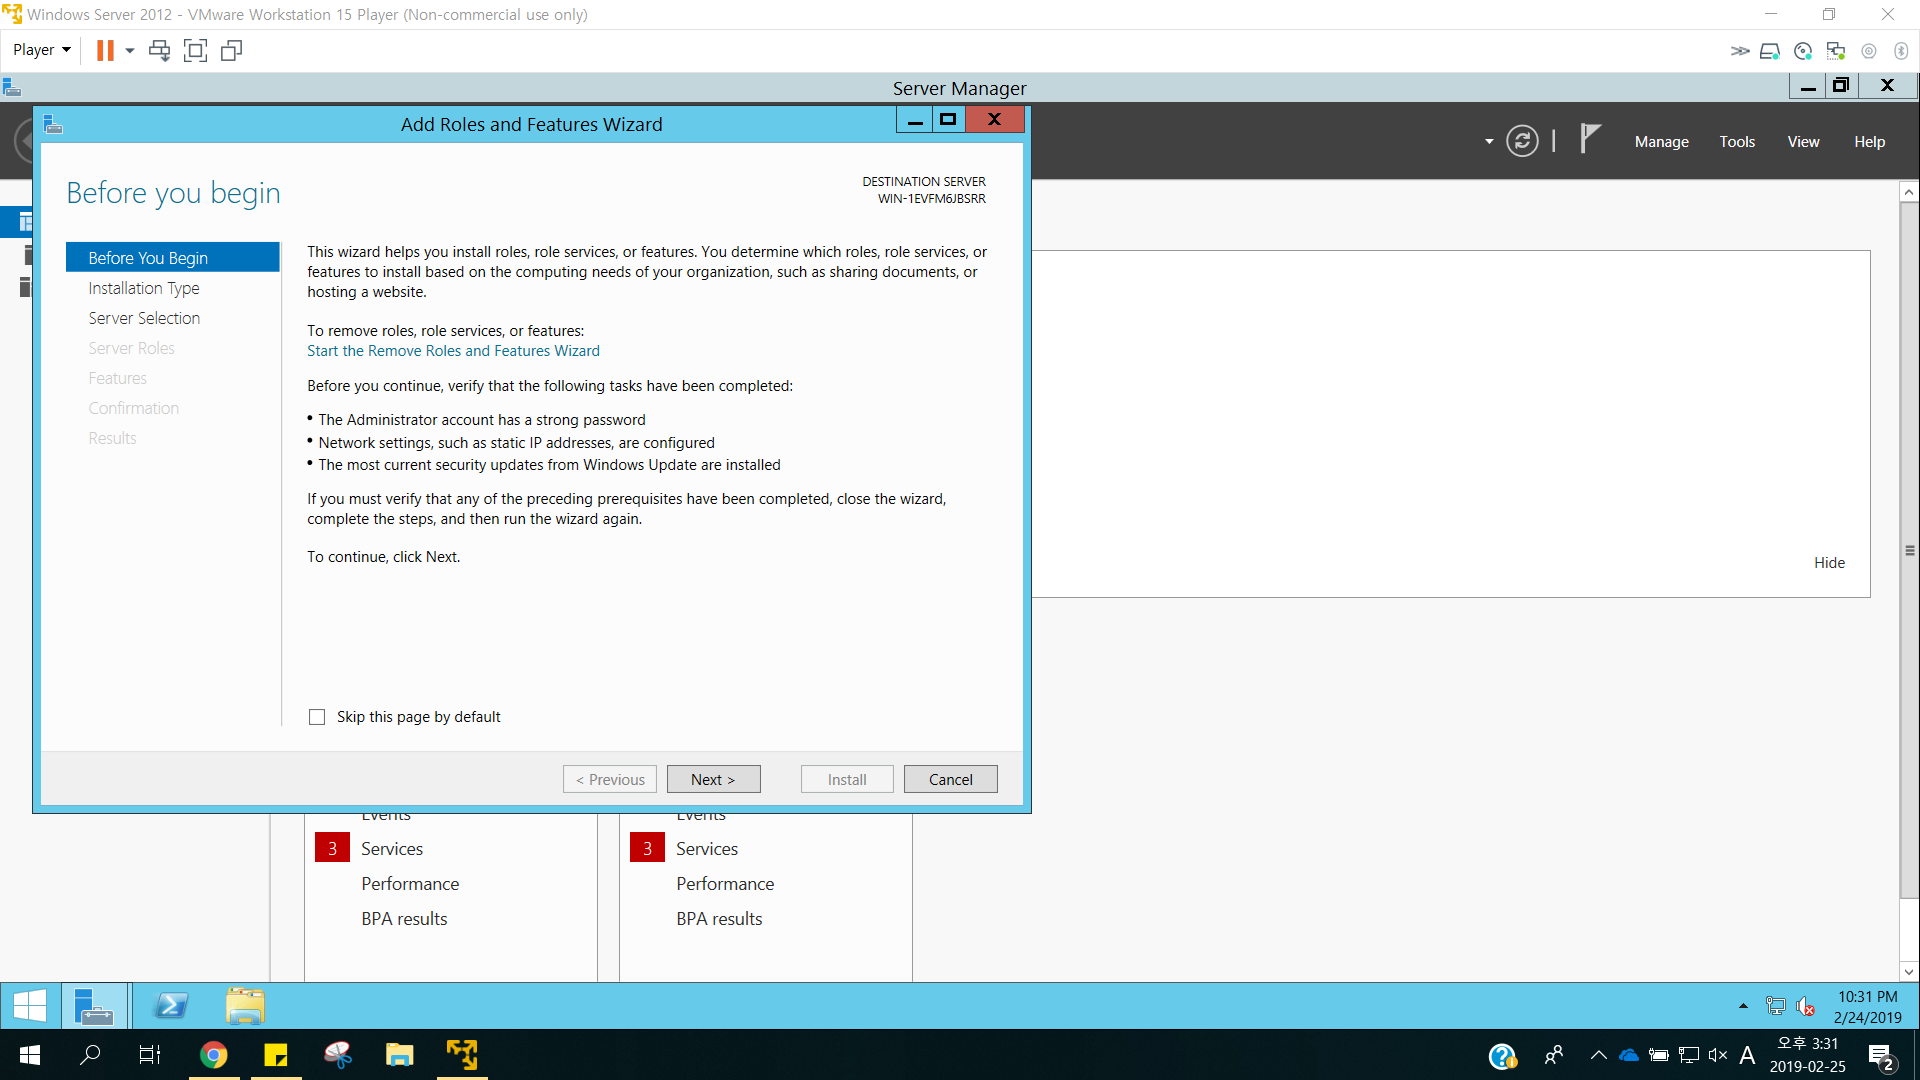 Windows Server 2012 - VMware Workstation 15 Player (Non-commercial use only)
Player
Server Manager
Add Roles and Features Wizard
Manage Tools View Help
Before you begin
DESTINATION SERVER
WIN-1EVFM6JBSRR
Before You Begin
Installation Type
Server Selection
Server Roles
Features
Confirmation
Results
This wizard helps you install roles, role services, or features. You determine which roles, role services, or
features to install based on the computing needs of your organization, such as sharing documents, or
hosting a website.
To remove roles, role services, or features:
Start the Remove Roles and Features Wizard
Before you continue, verify that the following tasks have been completed:
• The Administrator account has a strong password
• Network settings, such as static IP addresses, are configured
• The most current security updates from Windows Update are installed
If you must verify that any of the preceding prerequisites have been completed, close the wizard,
complete the steps, and then run the wizard again.
To continue, click Next.
Hide
Skip this page by default
< Previous Next > Install Cancel
Events Events
3 Services 3 Services
Performance Performance
BPA results BPA results
10:31 PM
2/24/2019
A
오후 3:31
2019-02-25
2